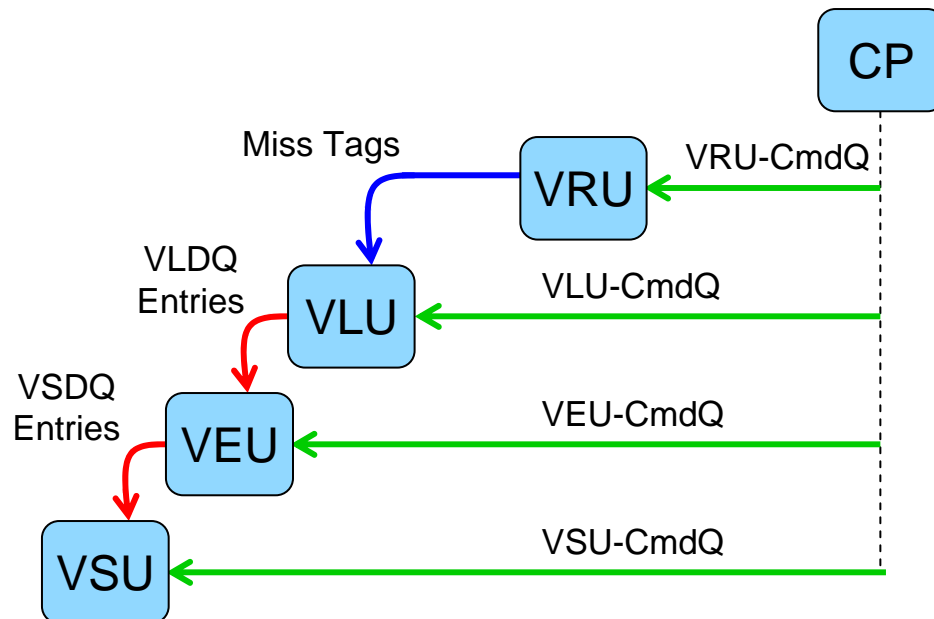 CP
Miss Tags
VRU-CmdQ
VRU
VLDQ
Entries
VLU-CmdQ
VLU
VSDQ
Entries
VEU-CmdQ
VEU
VSU-CmdQ
VSU